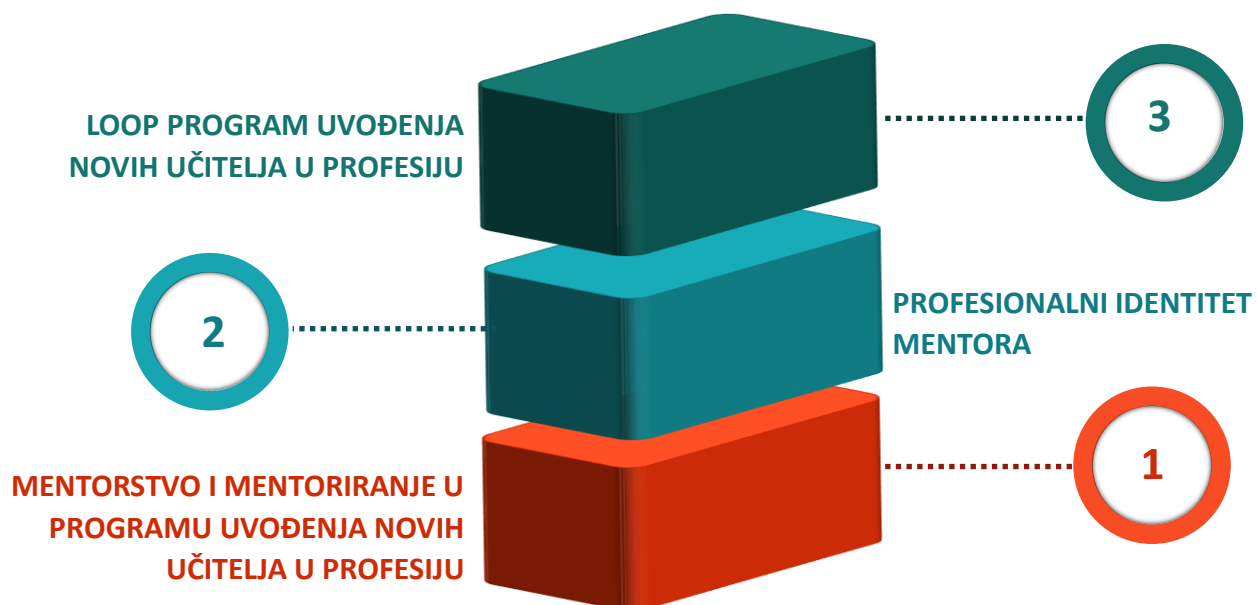 LOOP PROGRAM UVOĐENJA
NOVIH UČITELJA U PROFESIJU
3
2
PROFESIONALNI IDENTITET
MENTORA
MENTORSTVO I MENTORIRANJE U
PROGRAMU UVOĐENJA NOVIH
UČITELJA U PROFESIJU
1